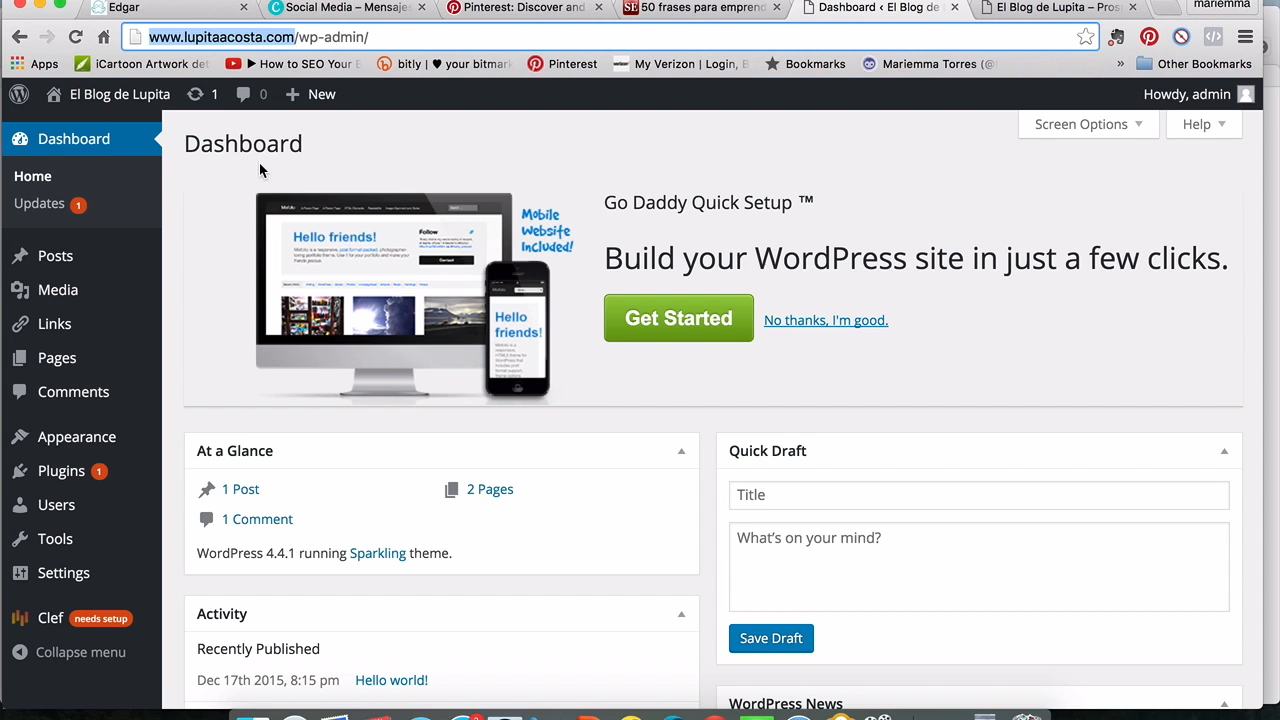 Edgar
Social Media – Mensajes
Pinterest: Discover and
50 frases para emprend
Dashboard ‹ El Blog de
El Blog de Lupita – Prosp
mariemma
www.lupitaacosta.com/wp-admin/
Apps
iCartoon Artwork det
► How to SEO Your E
bitly | ♥ your bitmar
Pinterest
My Verizon | Login, B
Bookmarks
Mariemma Torres (@
»
Other Bookmarks
El Blog de Lupita
1
0
New
Howdy, admin
Dashboard
Home
Updates 1
Posts
Media
Links
Pages
Comments
Appearance
Plugins 1
Users
Tools
Settings
Clef needs setup
Collapse menu
Dashboard
Screen Options
Help
Hello friends!
Follow
Contact
Mobile
Website
Included!
Hello
friends!
Go Daddy Quick Setup ™
Build your WordPress site in just a few clicks.
Get Started
No thanks, I'm good.
At a Glance
1 Post
2 Pages
1 Comment
WordPress 4.4.1 running Sparkling theme.
Activity
Recently Published
Dec 17th 2015, 8:15 pm Hello world!
Quick Draft
Title
What's on your mind?
Save Draft
WordPress News